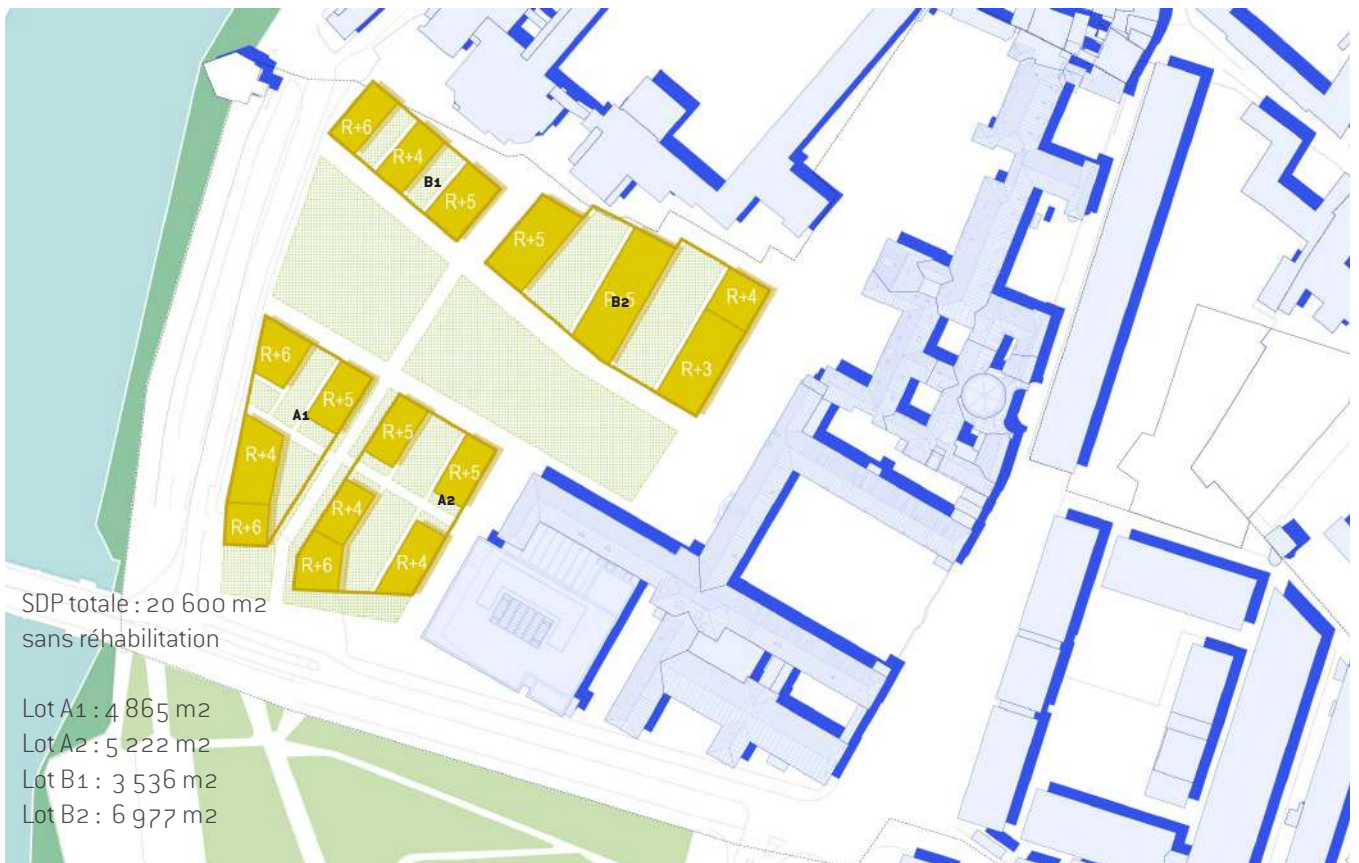 R+6
R+4
B1
R+5
R+5
B2
R+4
R+3
R+6
R+5
A1
R+4
R+6
R+5
R+5
A2
R+4
R+6
R+4
SDP totale : 20 600 m2
sans réhabilitation
Lot A1 : 4 865 m2
Lot A2 : 5 222 m2
Lot B1 : 3 536 m2
Lot B2 : 6 977 m2